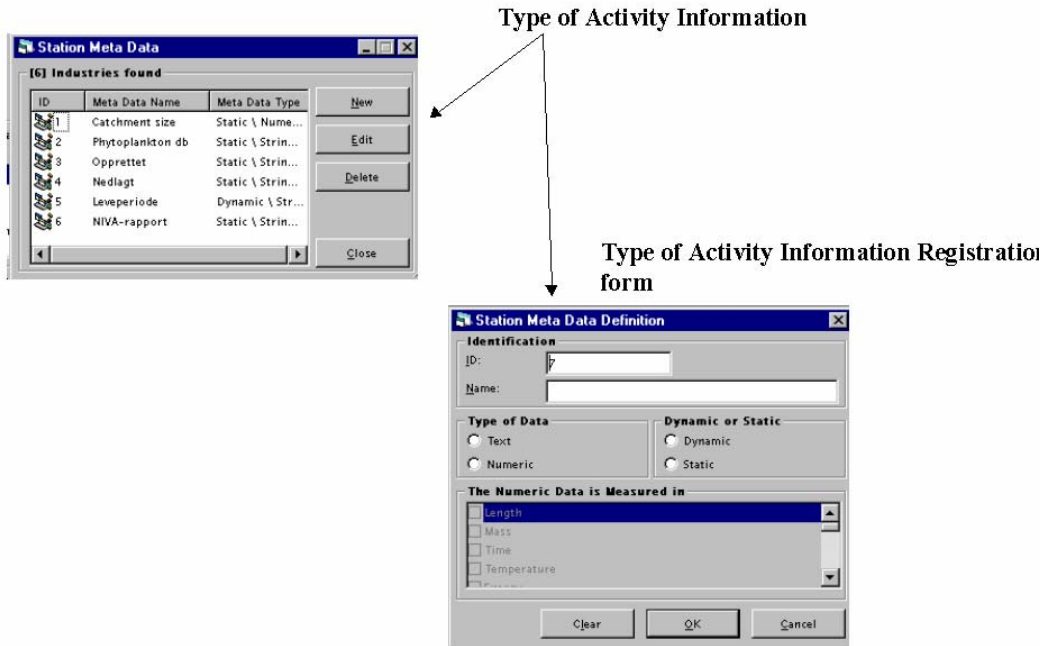 Type of Activity Information
Station Meta Data
[6] Industries found
ID Meta Data Name Meta Data Type
1 Catchment size Static \ Nume...
2 Phytoplankton db Static \ Strin...
3 Opprettet Static \ Strin...
4 Nedlagt Static \ Strin...
5 Leveperiode Dynamic \ Str...
6 NIVA-rapport Static \ Strin...
New
Edit
Delete
Close
Type of Activity Information Registration
form
Station Meta Data Definition
Identification
ID: 7
Name:
Type of Data
Text
Numeric
Dynamic or Static
Dynamic
Static
The Numeric Data is Measured in
Length
Mass
Time
Temperature
Clear OK Cancel